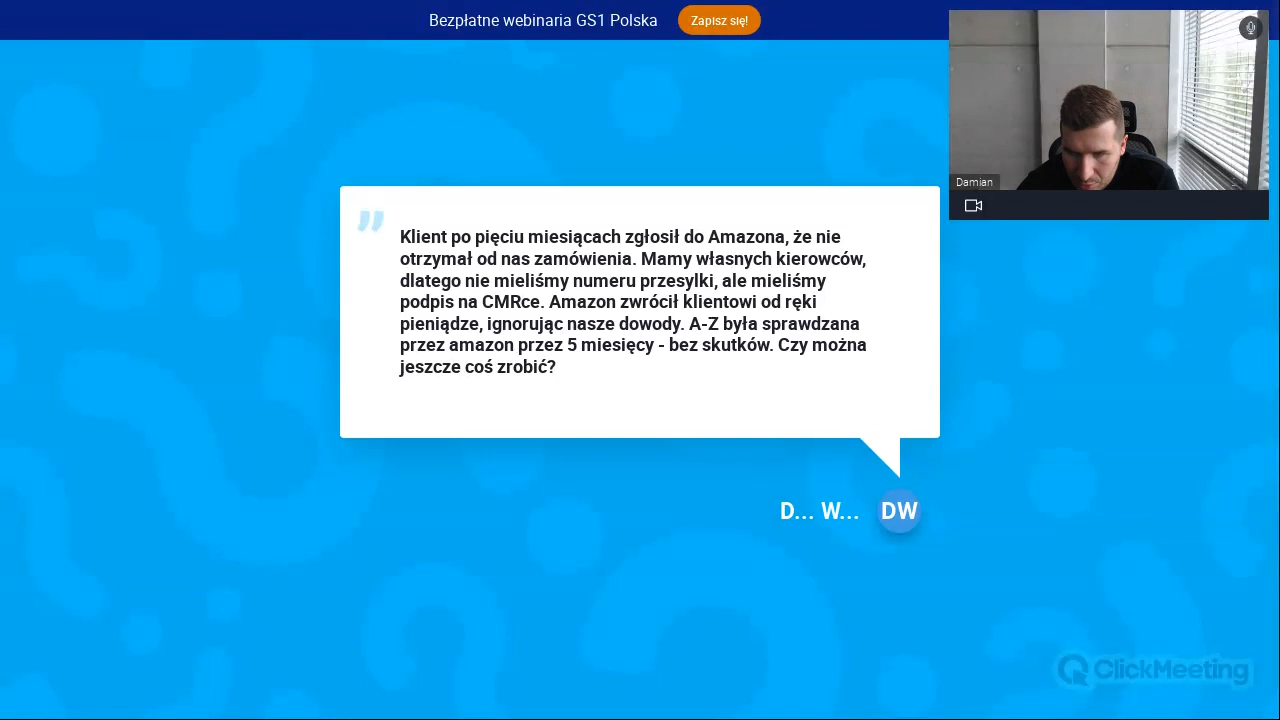 Bezpłatne webinaria GS1 Polska
Zapisz się!
Damian
Klient po pięciu miesiącach zgłosił do Amazona, że nie
otrzymał od nas zamówienia. Mamy własnych kierowców,
dlatego nie mieliśmy numeru przesylki, ale mieliśmy
podpis na CMRce. Amazon zwrócił klientowi od ręki
pieniądze, ignorując nasze dowody. A-Z była sprawdzana
przez amazon przez 5 miesięcy - bez skutków. Czy można
jeszcze coś zrobić?
D... W...
DW
ClickMeeting